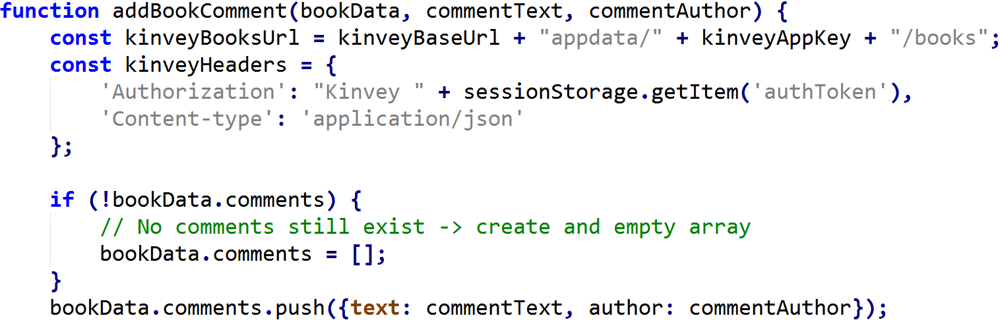 function addBookComment(bookData, commentText, commentAuthor) {
    const kinveyBooksUrl = kinveyBaseUrl + "appdata/" + kinveyAppKey + "/books";
    const kinveyHeaders = {
        'Authorization': "Kinvey " + sessionStorage.getItem('authToken'),
        'Content-type': 'application/json'
    };

    if (!bookData.comments) {
        // No comments still exist -> create and empty array
        bookData.comments = [];
    }
    bookData.comments.push({text: commentText, author: commentAuthor});